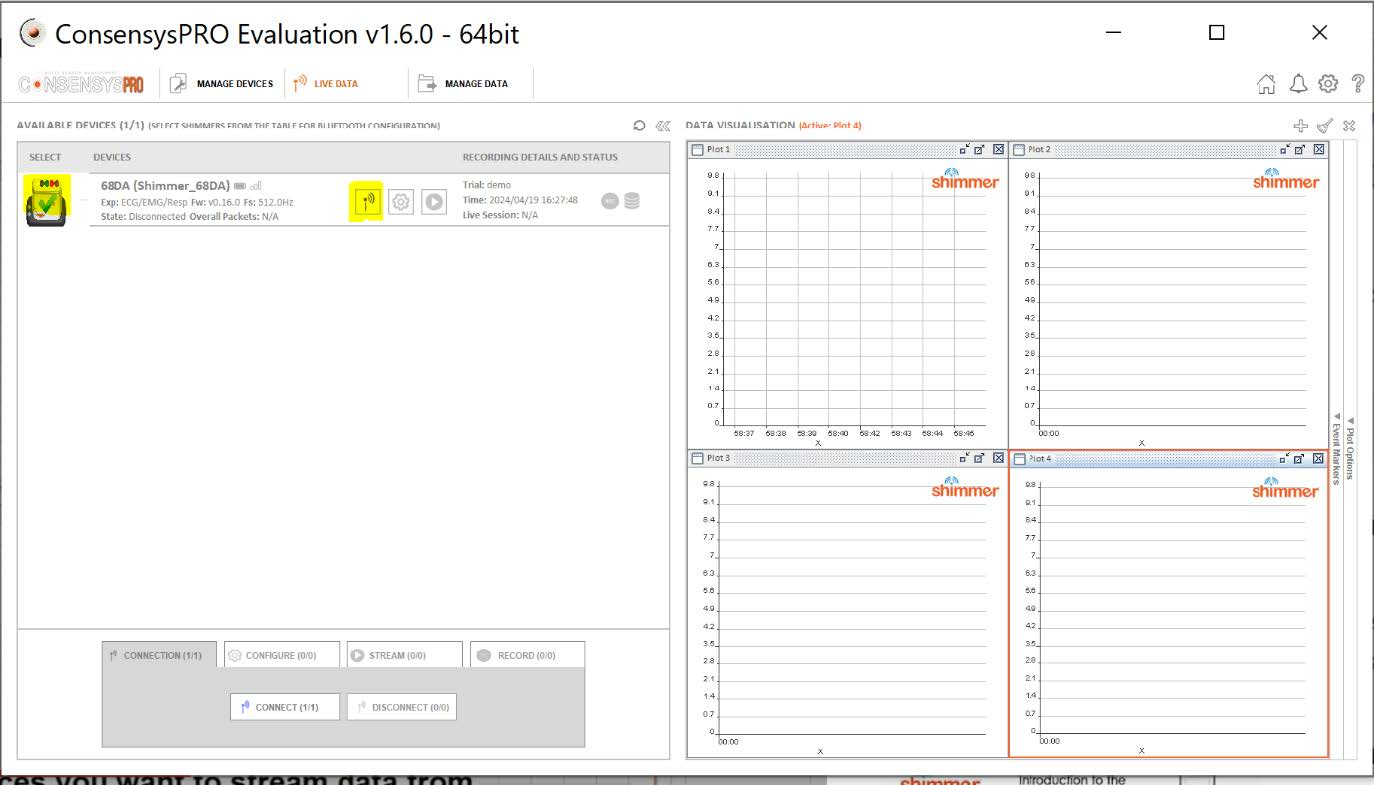 ConsensysPRO Evaluation v1.6.0 - 64bit
CONSENSYSPRO
MANAGE DEVICES
LIVE DATA
MANAGE DATA
AVAILABLE DEVICES (1/1) (SELECT SHIMMERS FROM THE TABLE FOR BLUETOOTH CONFIGURATION)
SELECT DEVICES RECORDING DETAILS AND STATUS
68DA (Shimmer_68DA)
Exp: ECG/EMG/Resp Fw: v0.16.0 Fs: 512.0Hz
State: Disconnected Overall Packets: N/A
Trial: demo
Time: 2024/04/19 16:27:48
Live Session: N/A
REC
CONNECTION (1/1)
CONFIGURE (0/0)
STREAM (0/0)
RECORD (0/0)
CONNECT (1/1)
DISCONNECT (0/0)
DATA VISUALISATION (Active: Plot 4)
Plot 1
shimmer
9.8
9.1
8.4
7.7
7
6.3
5.6
4.9
4.2
3.5
2.8
2.1
1.4
0.7
0
58:37 58:38 58:39 58:40 58:42 58:43 58:44 58:45
X
Plot 2
shimmer
9.8
9.1
8.4
7.7
7
6.3
5.6
4.9
4.2
3.5
2.8
2.1
1.4
0.7
0
00:00
X
Plot 3
shimmer
9.8
9.1
8.4
7.7
7
6.3
5.6
4.9
4.2
3.5
2.8
2.1
1.4
0.7
0
00:00
X
Plot 4
shimmer
9.8
9.1
8.4
7.7
7
6.3
5.6
4.9
4.2
3.5
2.8
2.1
1.4
0.7
0
00:00
X
Event Markers
Plot Options
ces you want to stream data from
shimmer
Introduction to the